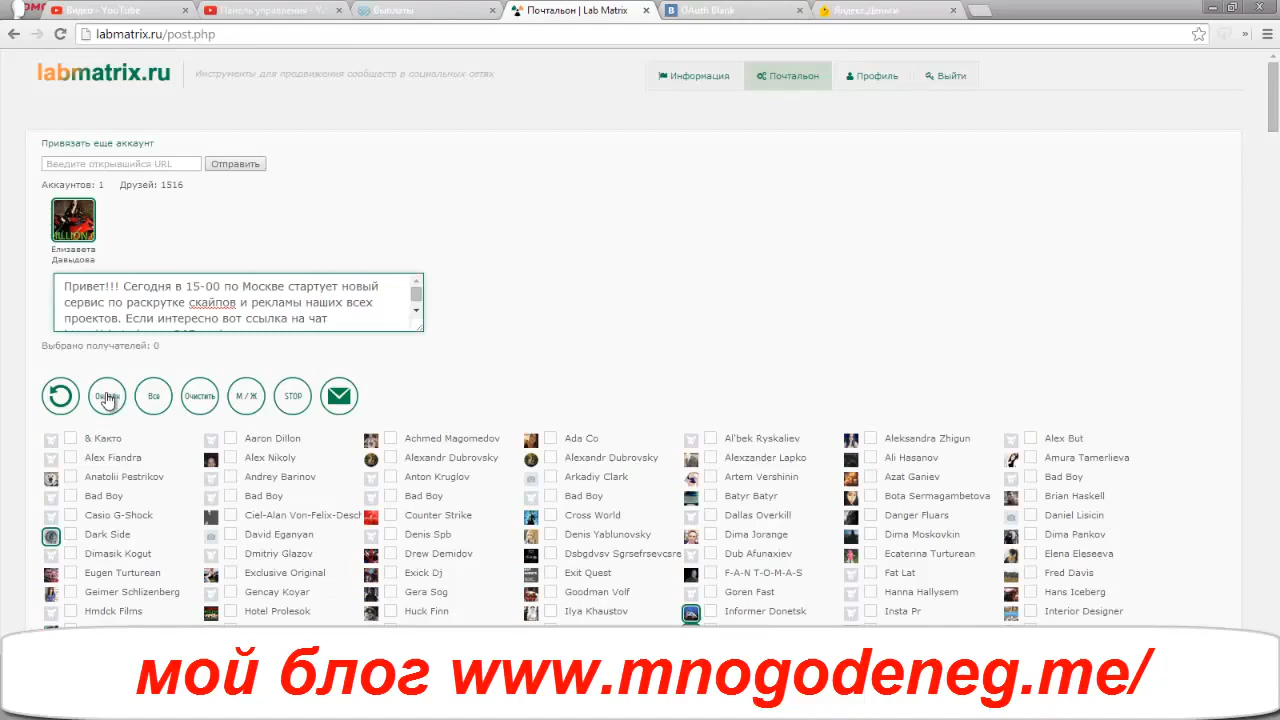 Видео - YouTube
Панель управления - Yo
Выплаты
Почтальон | Lab Matrix
OAuth Blank
Яндекс.Деньги
labmatrix.ru/post.php
labmatrix.ru
Инструменты для продвижения сообществ в социальных сетях
Информация
Почтальон
Профиль
Выйти
Привязать еще аккаунт
Введите открывшийся URL
Отправить
Аккаунтов: 1 Друзей: 1516
Елизавета
Давыдова
Привет!!! Сегодня в 15-00 по Москве стартует новый
сервис по раскрутке скайпов и рекламы наших всех
проектов. Если интересно вот ссылка на чат
Выбрано получателей: 0
Все
Очистить
М / Ж
STOP
& Както Aaron Dillon Achmed Magomedov Ada Co Al'bek Ryskaliev Aleksandra Zhigun Alex But
Alex Fiandra Alex Nikoly Alexandr Dubrovsky Alexandr Dubrovsky Alexzander Lapko Ali Hasanov Amura Tamerlieva
Anatolii Pestrikov Andrey Barinov Anton Kruglov Arkadiy Clark Artem Vershinin Azat Ganiev Bad Boy
Bad Boy Bad Boy Bad Boy Bad Boy Batyr Batyr Bota Sermagambetova Brian Haskell
Casio G-Shock Ciel-Alan Von-Felix-Desch Counter Strike Cross World Dallas Overkill Danger Fluars Daniel Lisicin
Dark Side David Eganyan Denis Spb Denis Yablunovsky Dima Jorange Dima Moskovkin Dima Pankov
Dimasik Kogut Dmitriy Glazov Drew Demidov Dsbgdvsv Sgrsefrsevcsre Dub Afunaxiev Ecaterina Turturean Elena Eleseeva
Eugen Turturean Exclusive Original Exick Dj Exit Quest F-A-N T-O-M-A-S Fat Lat Fred Davis
Geimer Schlizenberg Gencay Koyar Gera Sog Goodman Volf Goren Fast Hanna Hallysem Hans Iceberg
Hmdck Films Hotel Prolesok Huck Finn Ilya Khaustov Informer Donetsk Insta Pr Interior Designer
мой блог www.mnogodeneg.me/